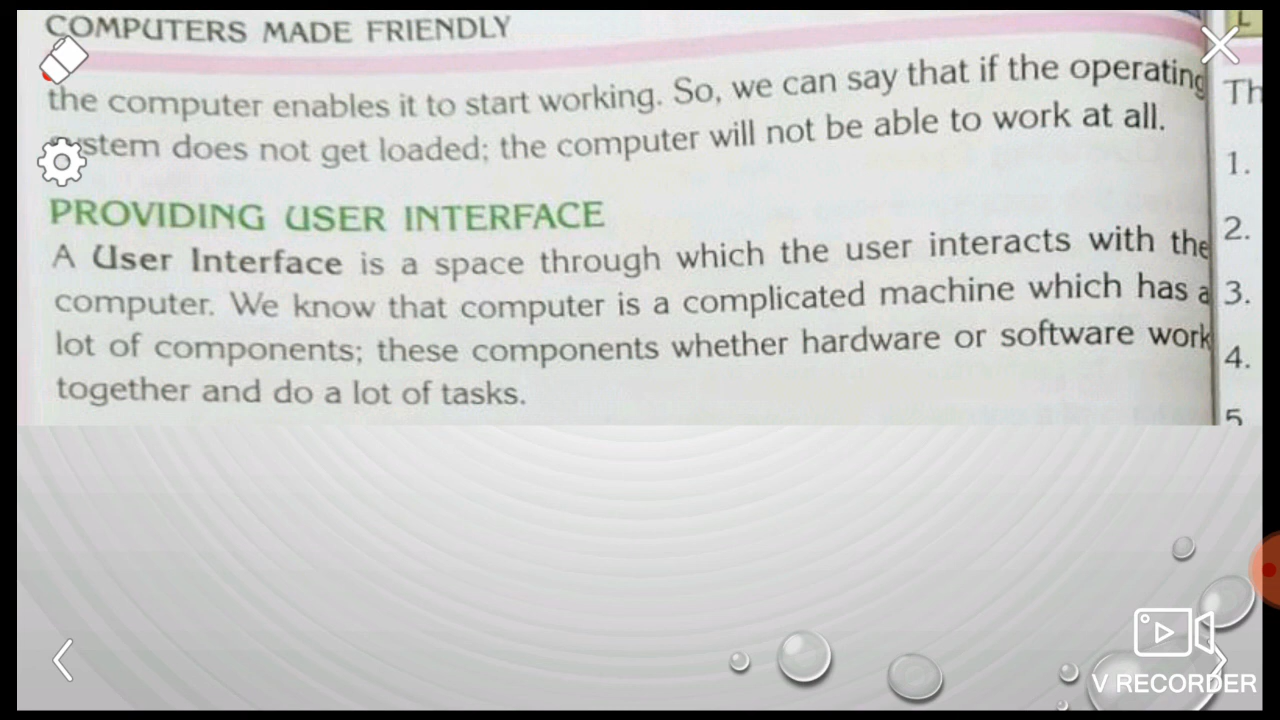 COMPUTERS MADE FRIENDLY
the computer enables it to start working. So, we can say that if the operating
system does not get loaded; the computer will not be able to work at all.
PROVIDING USER INTERFACE
A User Interface is a space through which the user interacts with the
computer. We know that computer is a complicated machine which has a
lot of components; these components whether hardware or software work
together and do a lot of tasks.
L
Th
1.
2.
3.
4.
5
V RECORDER